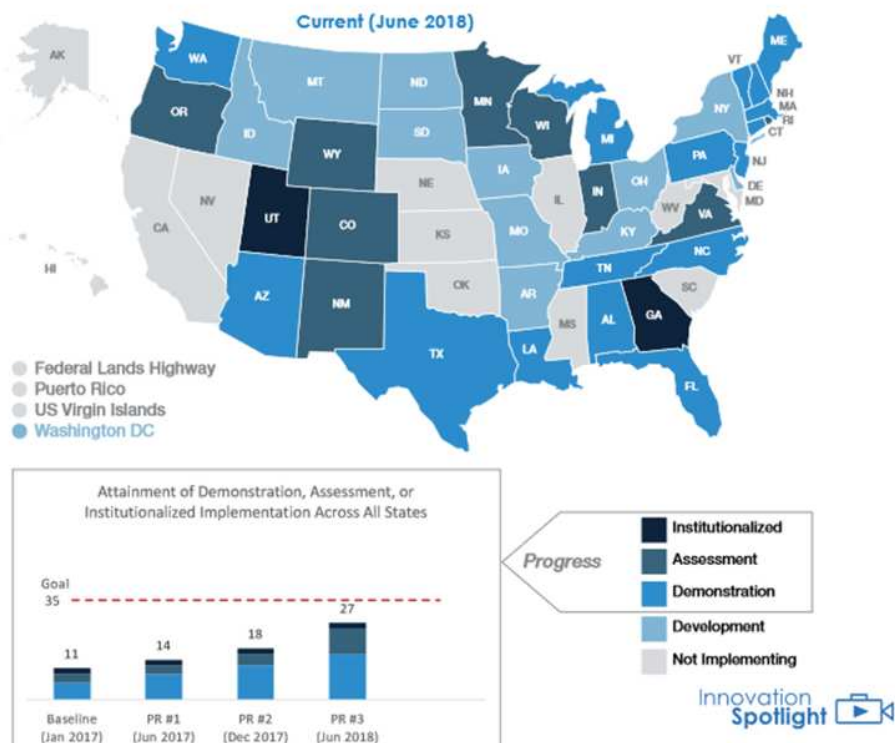 Current (June 2018)
AK
WA
MT
ND
MN
VT
ME
OR
ID
SD
WI
MI
NY
NH
MA
RI
CT
WY
IA
PA
NJ
NV
NE
IL
IN
OH
DE
MD
CA
UT
CO
KS
MO
KY
WV
VA
HI
AZ
NM
OK
AR
TN
NC
SC
TX
LA
MS
AL
GA
FL
Federal Lands Highway
Puerto Rico
US Virgin Islands
Washington DC
Attainment of Demonstration, Assessment, or
Institutionalized Implementation Across All States
Goal
35
11
14
18
27
Baseline
(Jan 2017)
PR #1
(Jun 2017)
PR #2
(Dec 2017)
PR #3
(Jun 2018)
Progress
Institutionalized
Assessment
Demonstration
Development
Not Implementing
Innovation
Spotlight